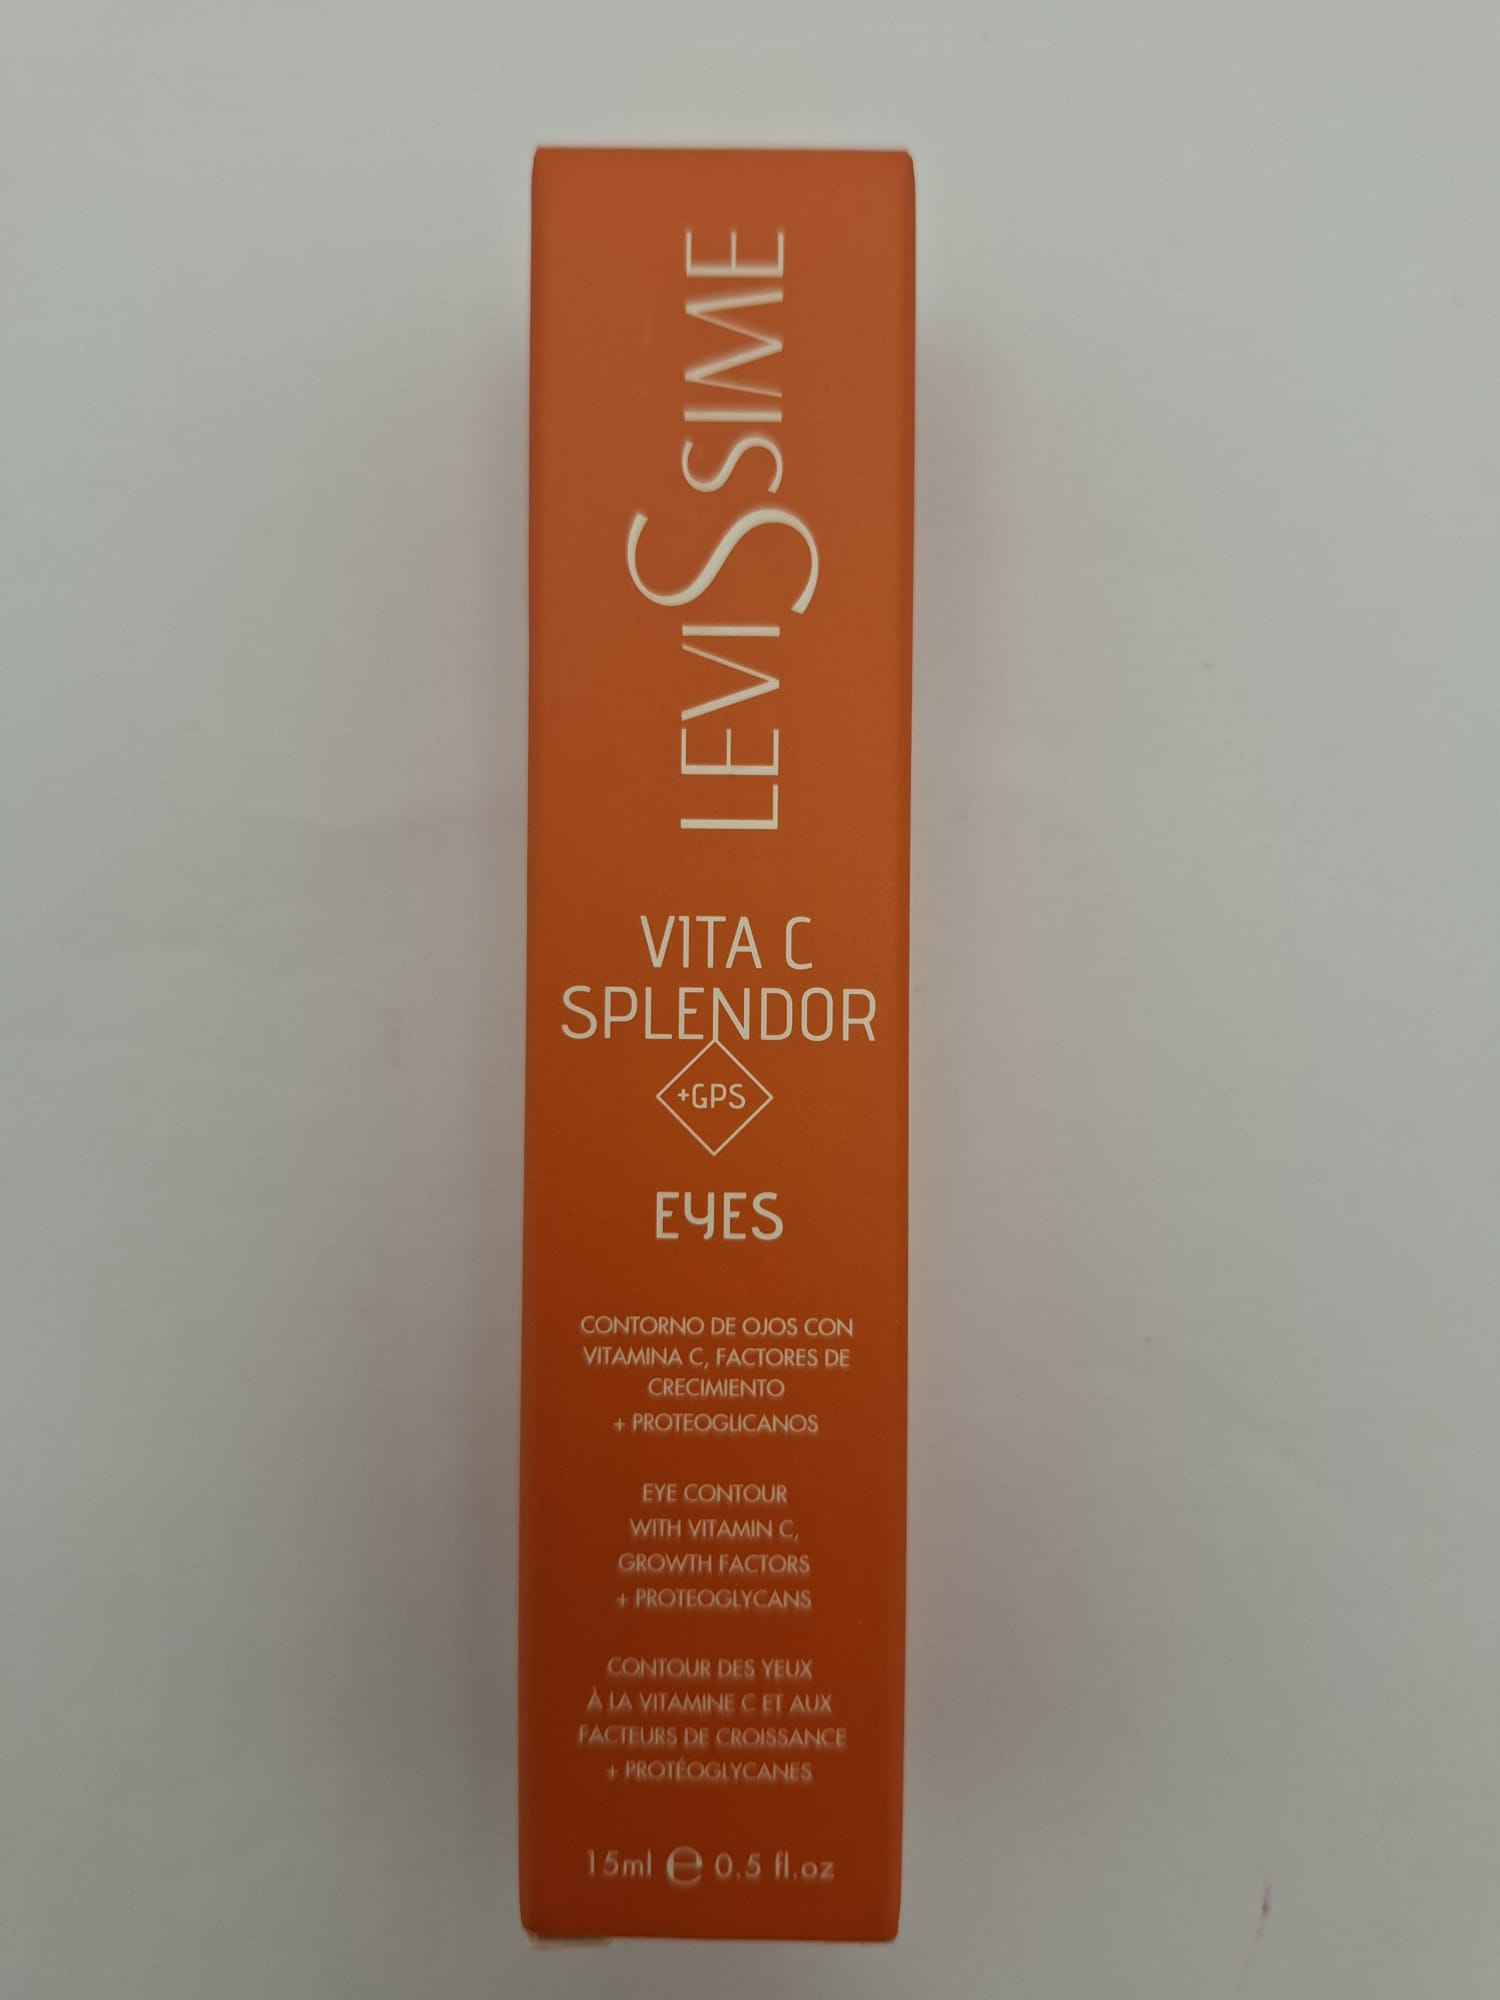 LEVISSIME
VITA C
SPLENDOR
+GPS
EYES
CONTORNO DE OJOS CON
VITAMINA C, FACTORES DE
CRECIMIENTO
+ PROTEOGLICANOS
EYE CONTOUR
WITH VITAMIN C,
GROWTH FACTORS
+ PROTEOGLYCANS
CONTOUR DES YEUX
À LA VITAMINE C ET AUX
FACTEURS DE CROISSANCE
+ PROTÉOGLYCANES
15ml ℮ 0.5 fl.oz